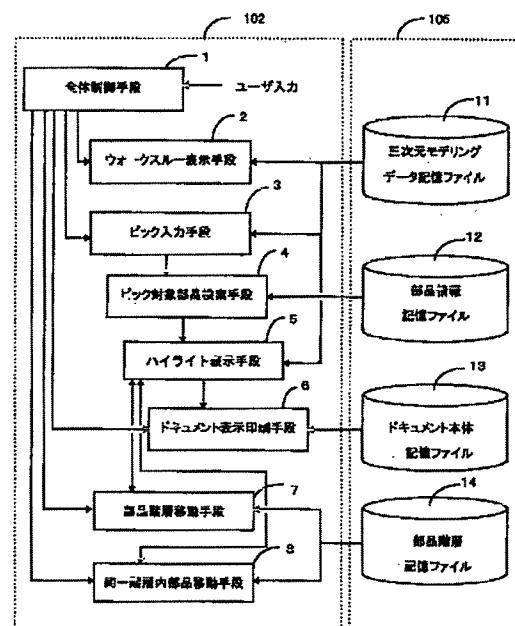 102
105
1
全体制御手段
ユーザ入力
2
ウォークスルー表示手段
3
ピック入力手段
4
ピック対象部品検索手段
5
ハイライト表示手段
6
ドキュメント表示印刷手段
7
部品階層移動手段
8
同一階層内部品移動手段
11
三次元モデリング
データ記憶ファイル
12
部品情報
記憶ファイル
13
ドキュメント本体
記憶ファイル
14
部品階層
記憶ファイル